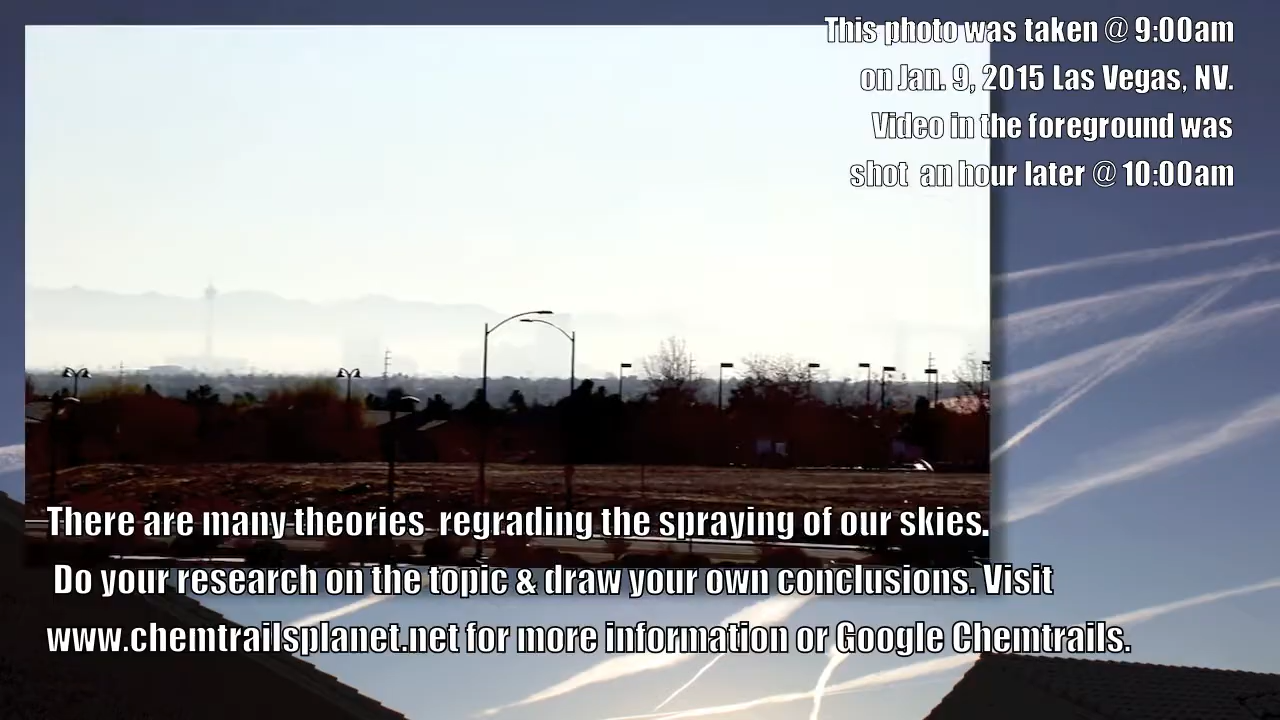 This photo was taken @ 9:00am
on Jan. 9, 2015 Las Vegas, NV.
Video in the foreground was
shot an hour later @ 10:00am
There are many theories regrading the spraying of our skies.
Do your research on the topic & draw your own conclusions. Visit
www.chemtrailsplanet.net for more information or Google Chemtrails.